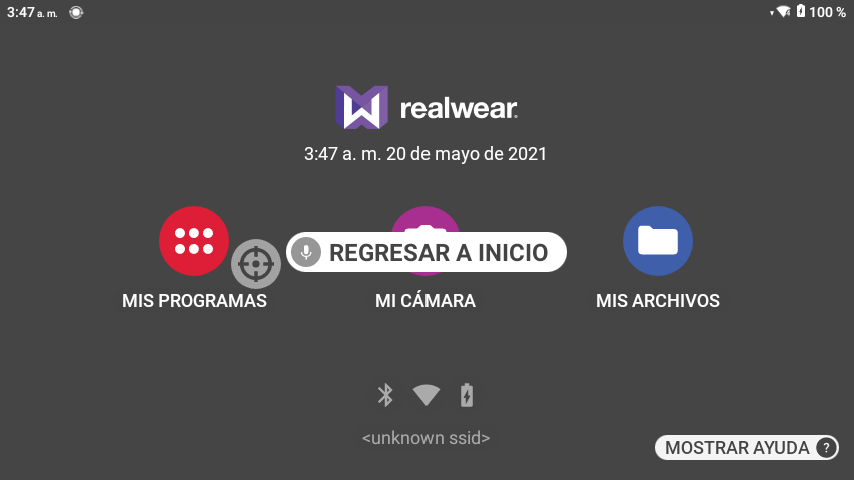 3:47 a. m.
100 %
realwear
3:47 a. m. 20 de mayo de 2021
REGRESAR A INICIO
MIS PROGRAMAS
MI CÁMARA
MIS ARCHIVOS
<unknown ssid>
MOSTRAR AYUDA ?